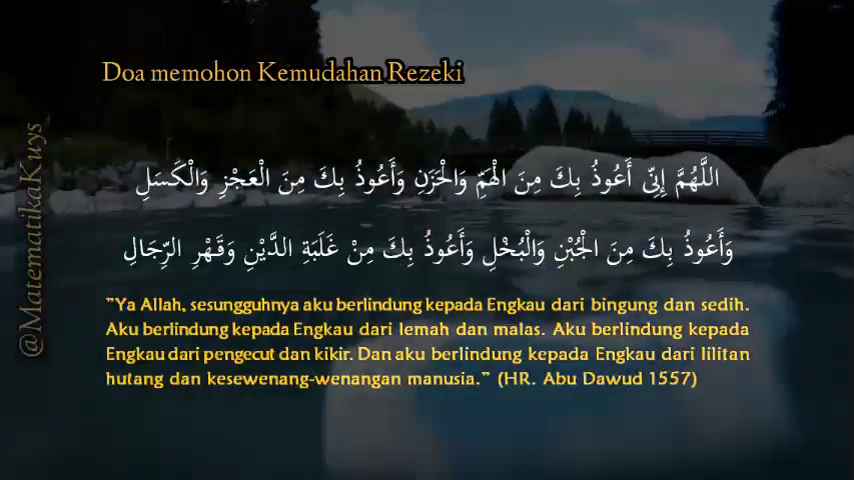 Doa memohon Kemudahan Rezeki
اللَّهُمَّ إِنِّي أَعُوذُ بِكَ مِنَ الْهَمِّ وَالْحَزَنِ وَأَعُوذُ بِكَ مِنَ الْعَجْزِ وَالْكَسَلِ
وَأَعُوذُ بِكَ مِنَ الْجُبْنِ وَالْبُخْلِ وَأَعُوذُ بِكَ مِنْ غَلَبَةِ الدَّيْنِ وَقَهْرِ الرِّجَالِ
"Ya Allah, sesungguhnya aku berlindung kepada Engkau dari bingung dan sedih.
Aku berlindung kepada Engkau dari lemah dan malas. Aku berlindung kepada
Engkau dari pengecut dan kikir. Dan aku berlindung kepada Engkau dari lilitan
hutang dan kesewenang-wenangan manusia." (HR. Abu Dawud 1557)
@MatematikaKuys